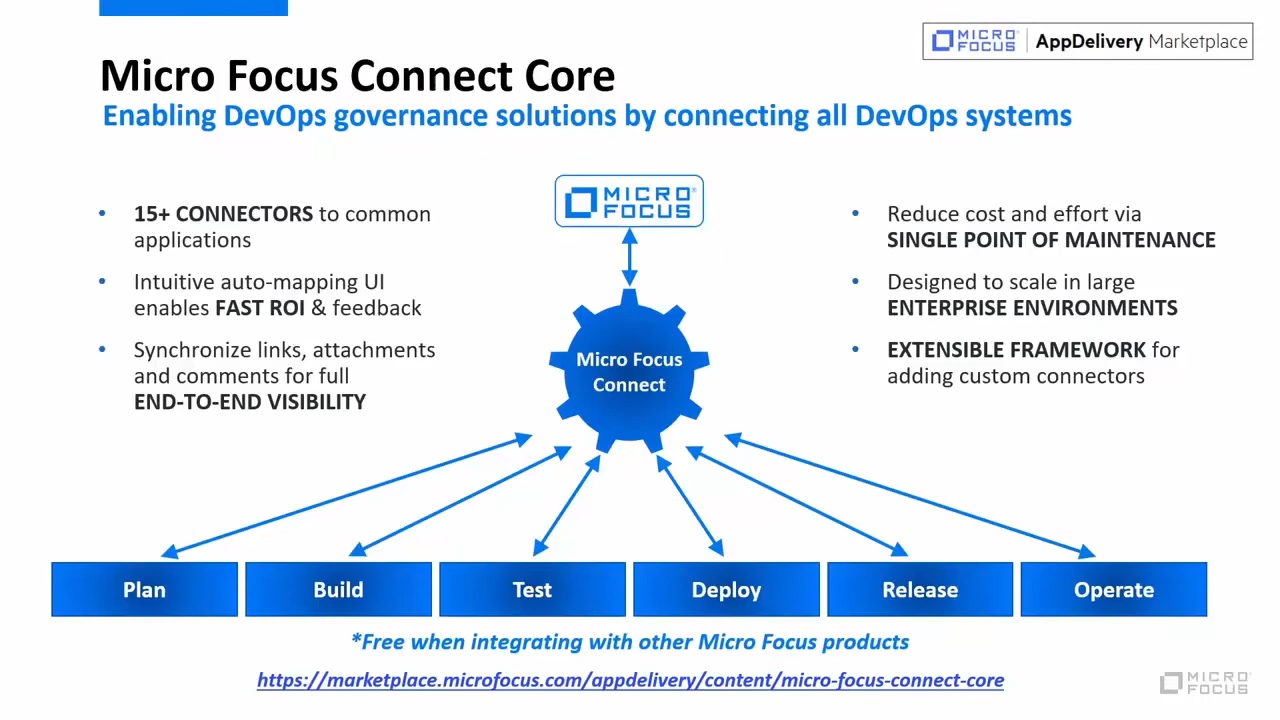 MICRO
FOCUS
AppDelivery Marketplace
Micro Focus Connect Core
Enabling DevOps governance solutions by connecting all DevOps systems
• 15+ CONNECTORS to common
applications
• Intuitive auto-mapping UI
enables FAST ROI & feedback
• Synchronize links, attachments
and comments for full
END-TO-END VISIBILITY
MICRO®
FOCUS
Micro Focus
Connect
• Reduce cost and effort via
SINGLE POINT OF MAINTENANCE
• Designed to scale in large
ENTERPRISE ENVIRONMENTS
• EXTENSIBLE FRAMEWORK for
adding custom connectors
Plan
Build
Test
Deploy
Release
Operate
*Free when integrating with other Micro Focus products
https://marketplace.microfocus.com/appdelivery/content/micro-focus-connect-core
MICRO
FOCUS